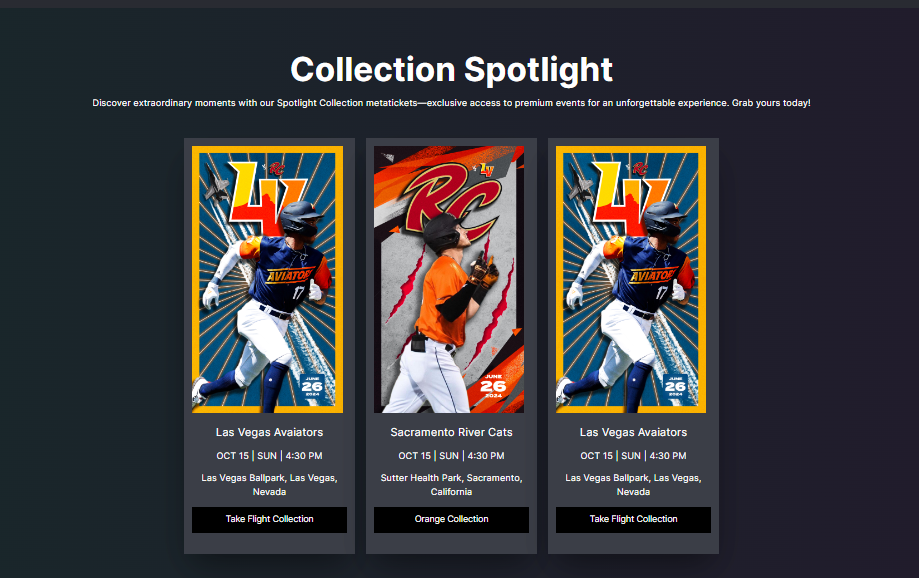 Collection Spotlight
Discover extraordinary moments with our Spotlight Collection metatickets—exclusive access to premium events for an unforgettable experience. Grab yours today!
LV
RC
AVIATORS
17
JUNE
26
2024
Las Vegas Avaiators
OCT 15 | SUN | 4:30 PM
Las Vegas Ballpark, Las Vegas,
Nevada
Take Flight Collection
LV
RC
JUNE
26
2024
Sacramento River Cats
OCT 15 | SUN | 4:30 PM
Sutter Health Park, Sacramento,
California
Orange Collection
LV
RC
AVIATORS
17
JUNE
26
2024
Las Vegas Avaiators
OCT 15 | SUN | 4:30 PM
Las Vegas Ballpark, Las Vegas,
Nevada
Take Flight Collection